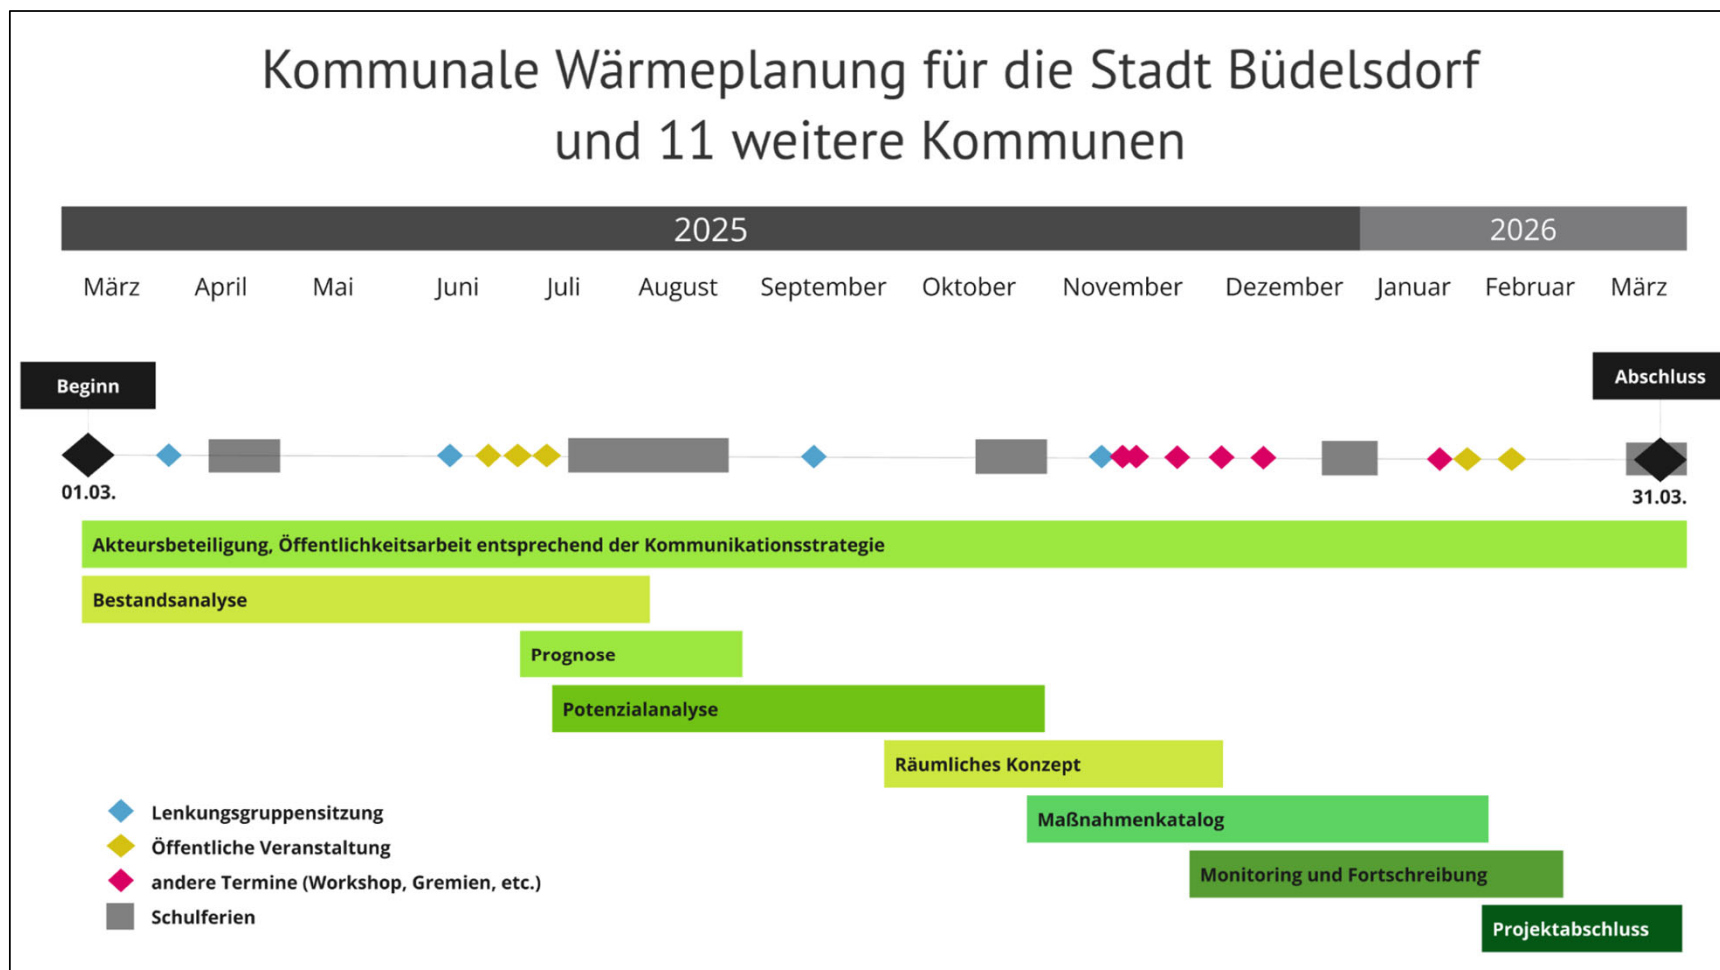 Kommunale Wärmeplanung für die Stadt Büdelsdorf
und 11 weitere Kommunen
2025 2026
März April Mai Juni Juli August September Oktober November Dezember Januar Februar März
Beginn Abschluss
01.03. 31.03.
Akteursbeteiligung, Öffentlichkeitsarbeit entsprechend der Kommunikationsstrategie
Bestandsanalyse
Prognose
Potenzialanalyse
Räumliches Konzept
Maßnahmenkatalog
Monitoring und Fortschreibung
Projektabschluss
Lenkungsgruppensitzung
Öffentliche Veranstaltung
andere Termine (Workshop, Gremien, etc.)
Schulferien